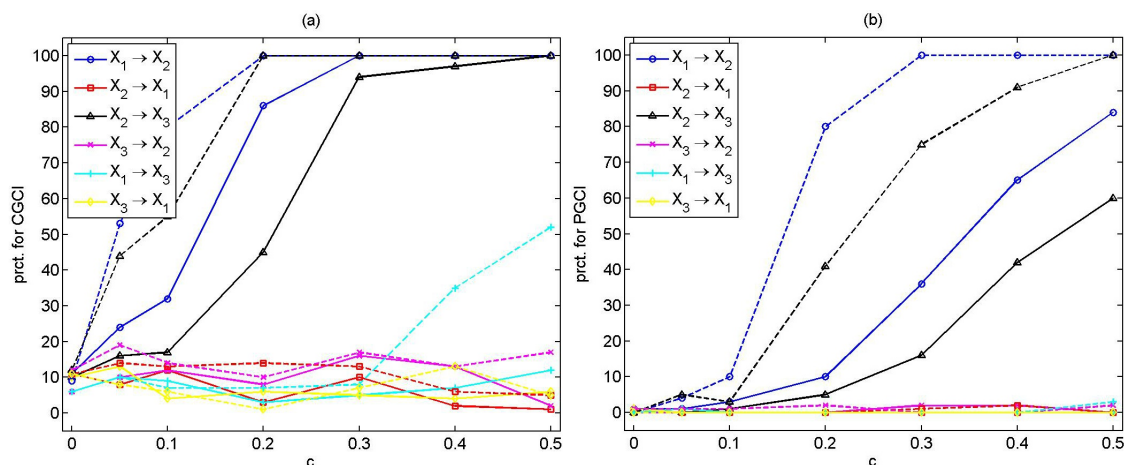 (a)
100
90
80
70
60
50
40
30
20
10
0
prct. for CGCI
X₁ → X₂
X₂ → X₁
X₂ → X₃
X₃ → X₂
X₁ → X₃
X₃ → X₁
0 0.1 0.2 0.3 0.4 0.5
c
(b)
100
90
80
70
60
50
40
30
20
10
0
prct. for PGCI
X₁ → X₂
X₂ → X₁
X₂ → X₃
X₃ → X₂
X₁ → X₃
X₃ → X₁
0 0.1 0.2 0.3 0.4 0.5
c